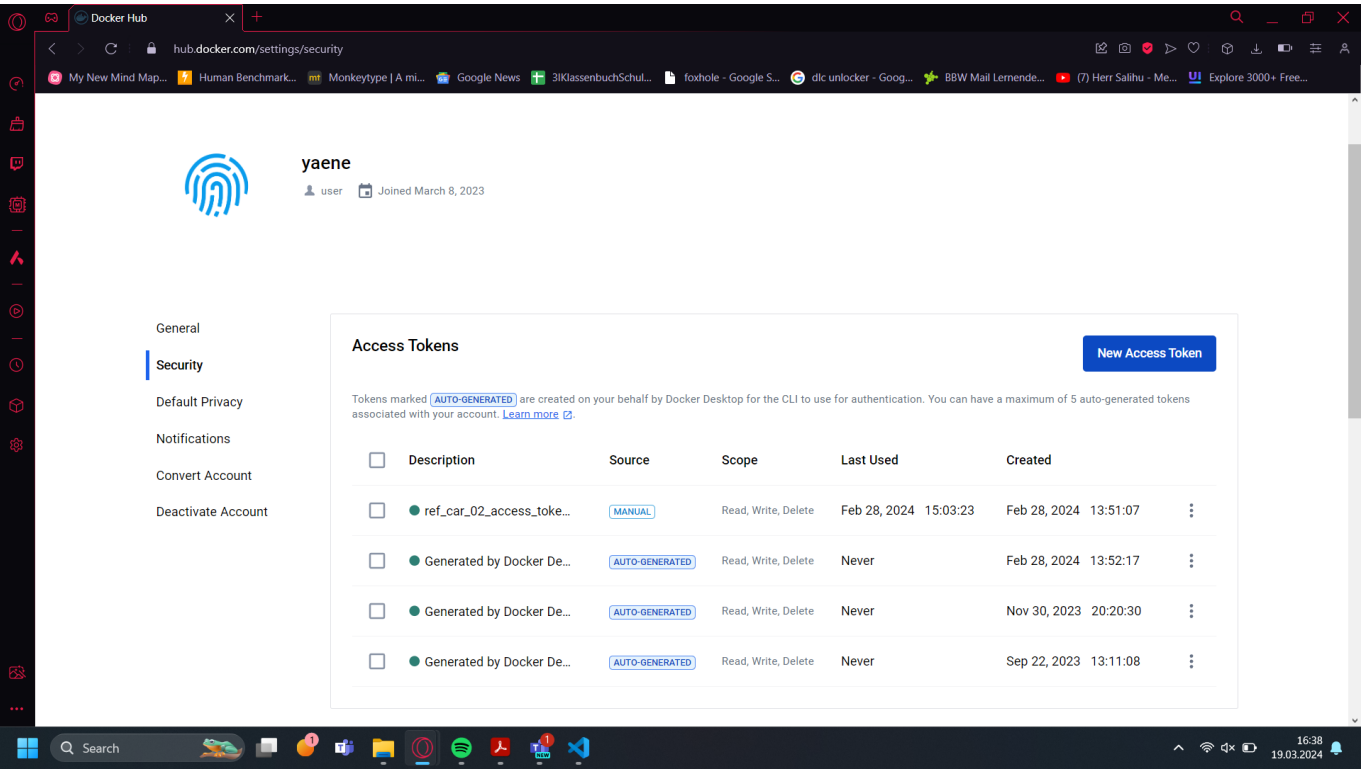 Docker Hub
hub.docker.com/settings/security
My New Mind Map... Human Benchmark... mt Monkeytype | A mi... Google News 3IKlassenbuchSchul... foxhole - Google S... dlc unlocker - Goog... BBW Mail Lernende... (7) Herr Salihu - Me... UI Explore 3000+ Free...
yaene
user Joined March 8, 2023
General
Security
Default Privacy
Notifications
Convert Account
Deactivate Account
Access Tokens
New Access Token
Tokens marked AUTO-GENERATED are created on your behalf by Docker Desktop for the CLI to use for authentication. You can have a maximum of 5 auto-generated tokens
associated with your account. Learn more.
Description Source Scope Last Used Created
ref_car_02_access_toke... MANUAL Read, Write, Delete Feb 28, 2024 15:03:23 Feb 28, 2024 13:51:07
Generated by Docker De... AUTO-GENERATED Read, Write, Delete Never Feb 28, 2024 13:52:17
Generated by Docker De... AUTO-GENERATED Read, Write, Delete Never Nov 30, 2023 20:20:30
Generated by Docker De... AUTO-GENERATED Read, Write, Delete Never Sep 22, 2023 13:11:08
Search
1
1
NEW
16:38
19.03.2024